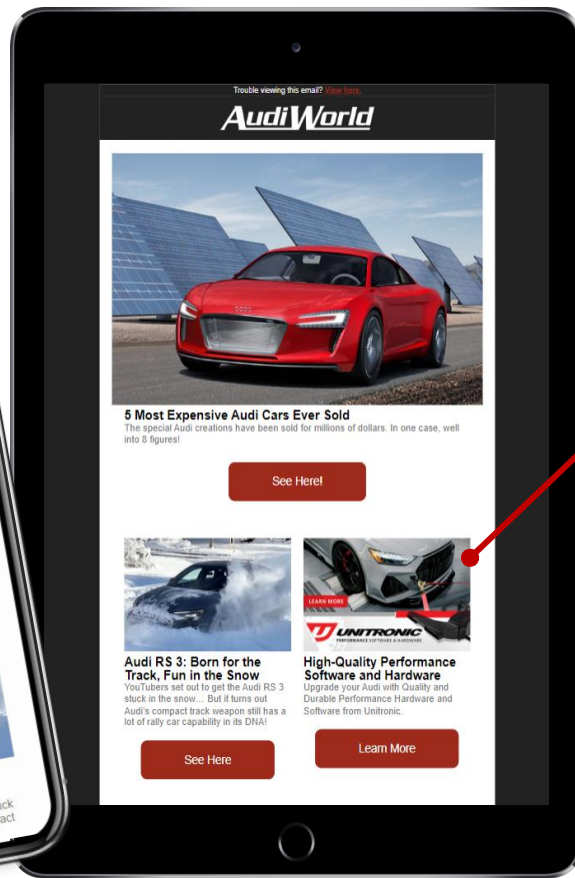 Trouble viewing this email? View here.
AudiWorld
5 Most Expensive Audi Cars Ever Sold
The special Audi creations have been sold for millions of dollars. In one case, well
into 8 figures!
See Here!
Audi RS 3: Born for the
Track, Fun in the Snow
YouTubers set out to get the Audi RS 3
stuck in the snow… But it turns out
Audi's compact track weapon still has a
lot of rally car capability in its DNA!
See Here
LEARN MORE
UNITRONIC
PERFORMANCE SOFTWARE & HARDWARE
High-Quality Performance
Software and Hardware
Upgrade your Audi with Quality and
Durable Performance Hardware and
Software from Unitronic.
Learn More